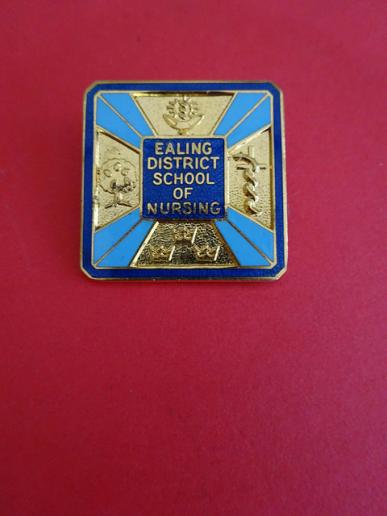 EALING
DISTRICT
SCHOOL
OF
NURSING